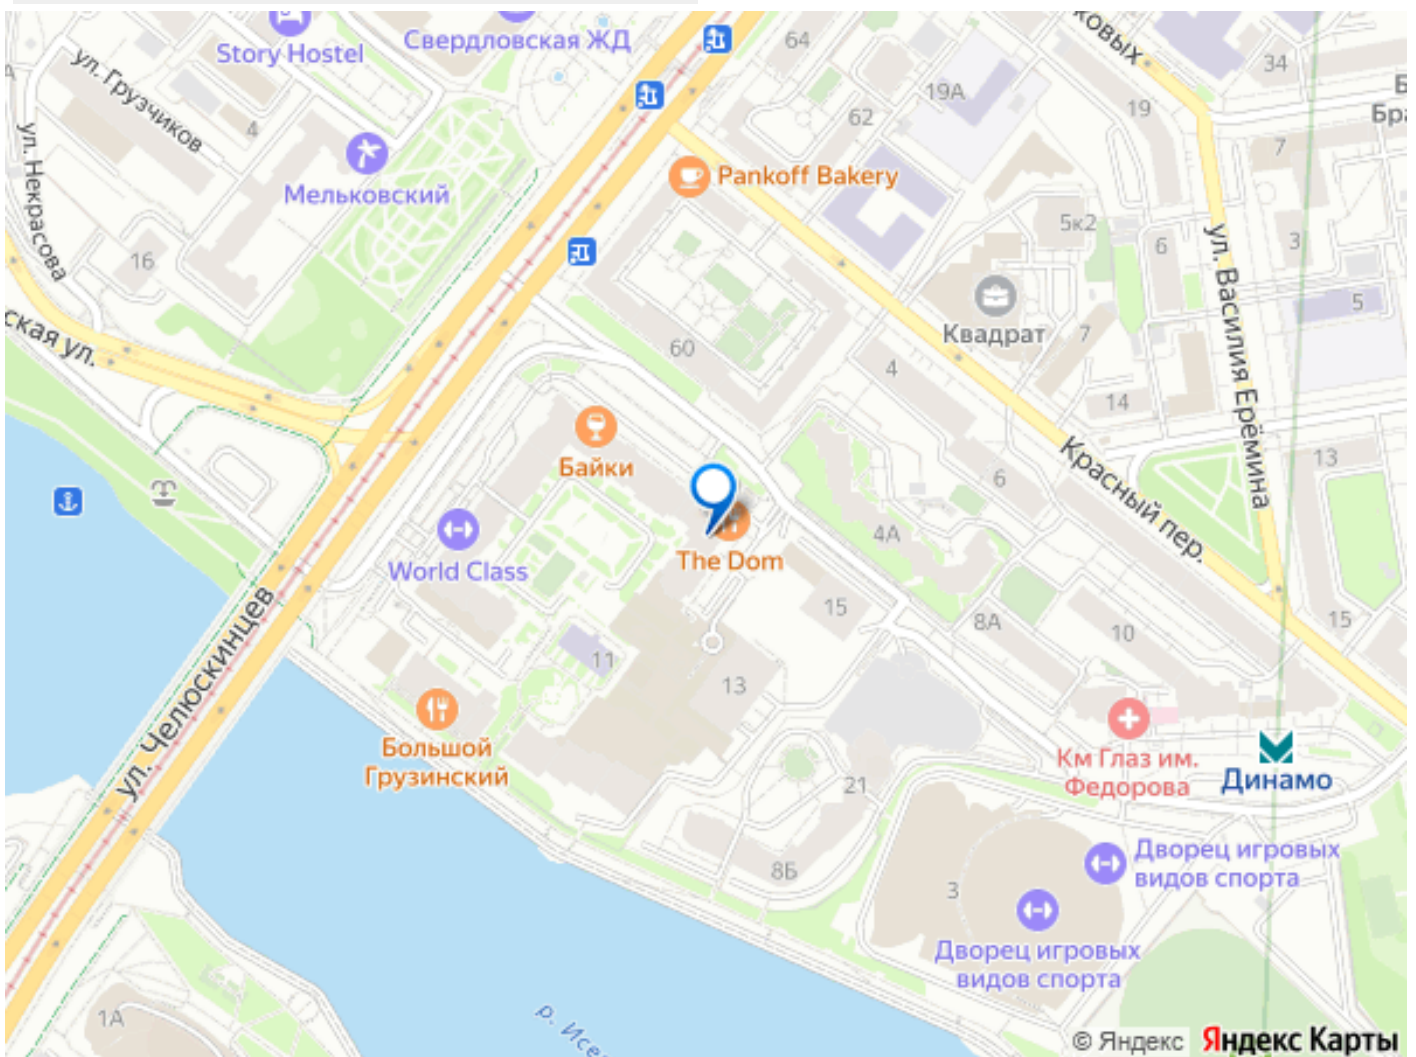 Story Hostel
Свердловская ЖД
64
34
ковых
19А
19
62
Б
Бра
ул. Грузчиков
4
ул. Некрасова
Мельковский
Pankoff Bakery
7
5к2
6
3
16
ская ул.
60
Квадрат
7
5
4
14
ул. Василия Ерёмина
Байки
Красный пер.
13
6
World Class
The Dom
4А
15
8А
10
15
ул. Челюскинцев
11
13
Большой
Грузинский
Км Глаз им.
Федорова
Динамо
21
8Б
Дворец игровых
видов спорта
3
Дворец игровых
видов спорта
1А
р. Исе
© Яндекс Яндекс Карты